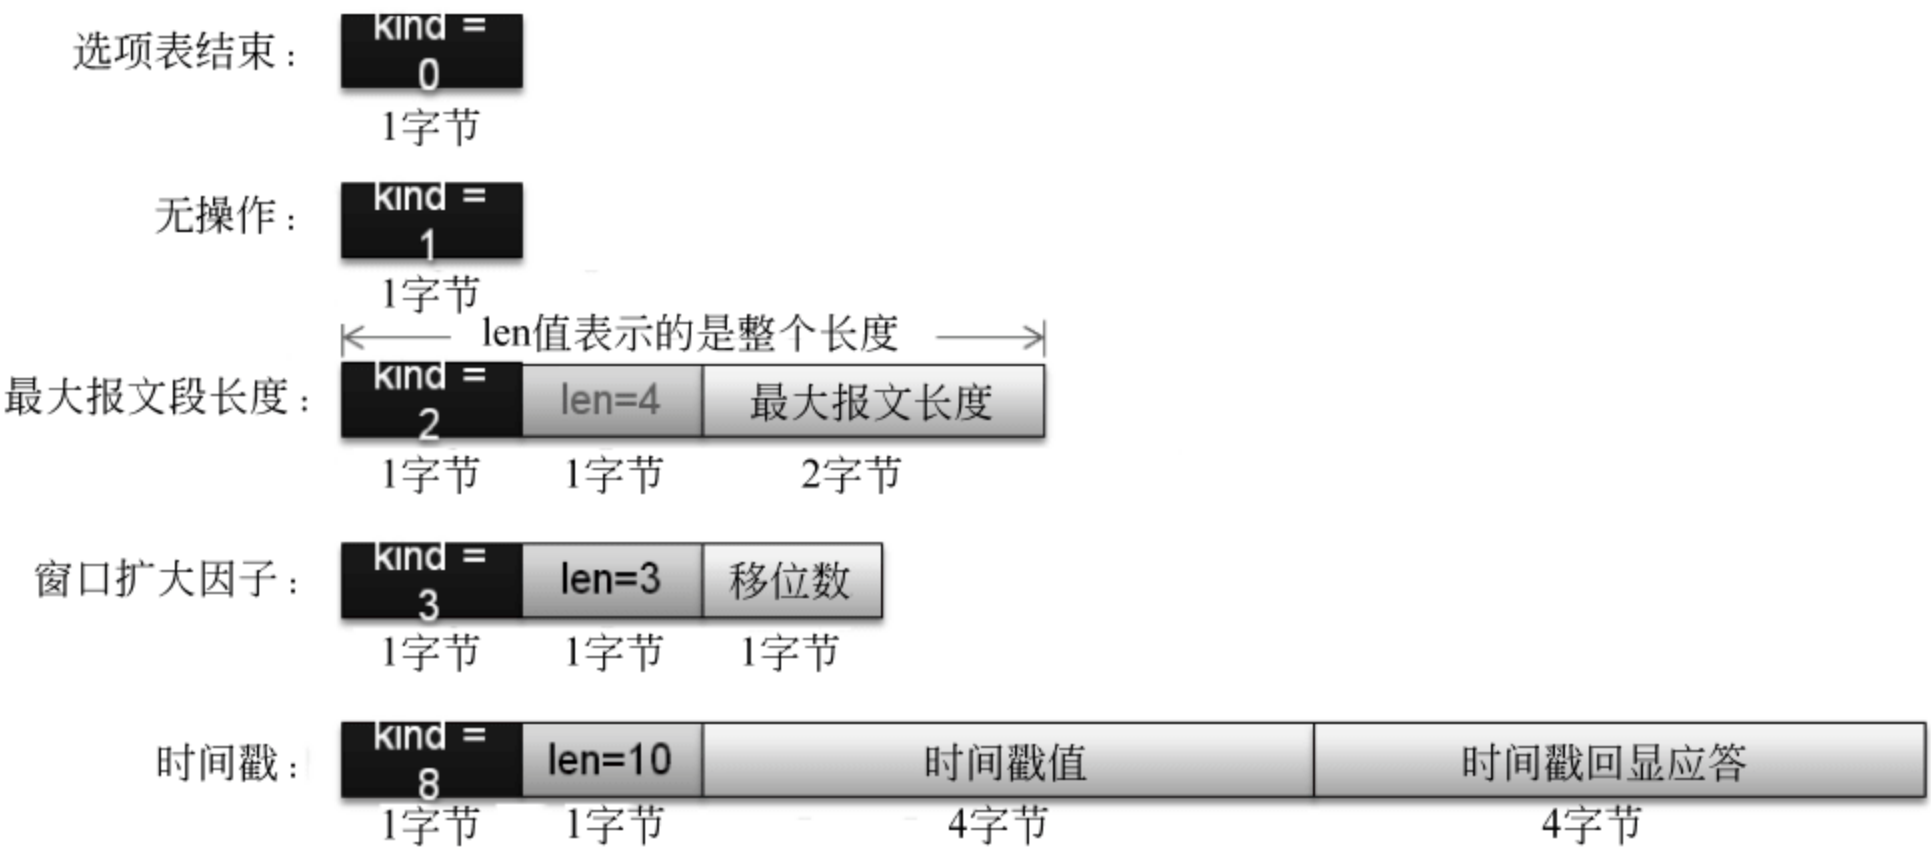 选项表结束：
kind =
0
1字节
无操作：
kind =
1
1字节
len值表示的是整个长度
最大报文段长度：
kind =
2
len=4
最大报文长度
1字节 1字节 2字节
窗口扩大因子：
kind =
3
len=3
移位数
1字节 1字节 1字节
时间戳：
kind =
8
len=10
时间戳值
时间戳回显应答
1字节 1字节 4字节 4字节